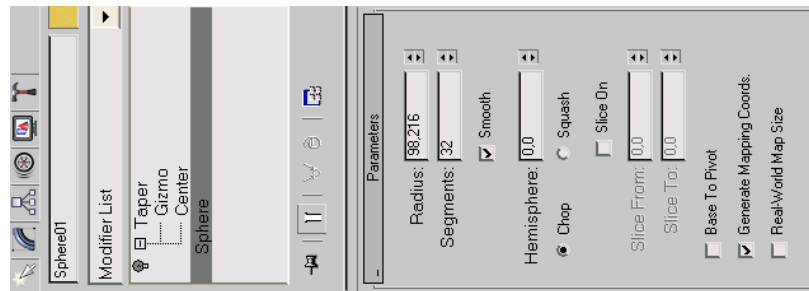 Sphere01
Modifier List
Taper
Gizmo
Center
Sphere
Parameters
Radius: 98,216
Segments: 32
Smooth
Hemisphere: 0,0
Chop Squash
Slice On
Slice From: 0,0
Slice To: 0,0
Base To Pivot
Generate Mapping Coords.
Real-World Map Size